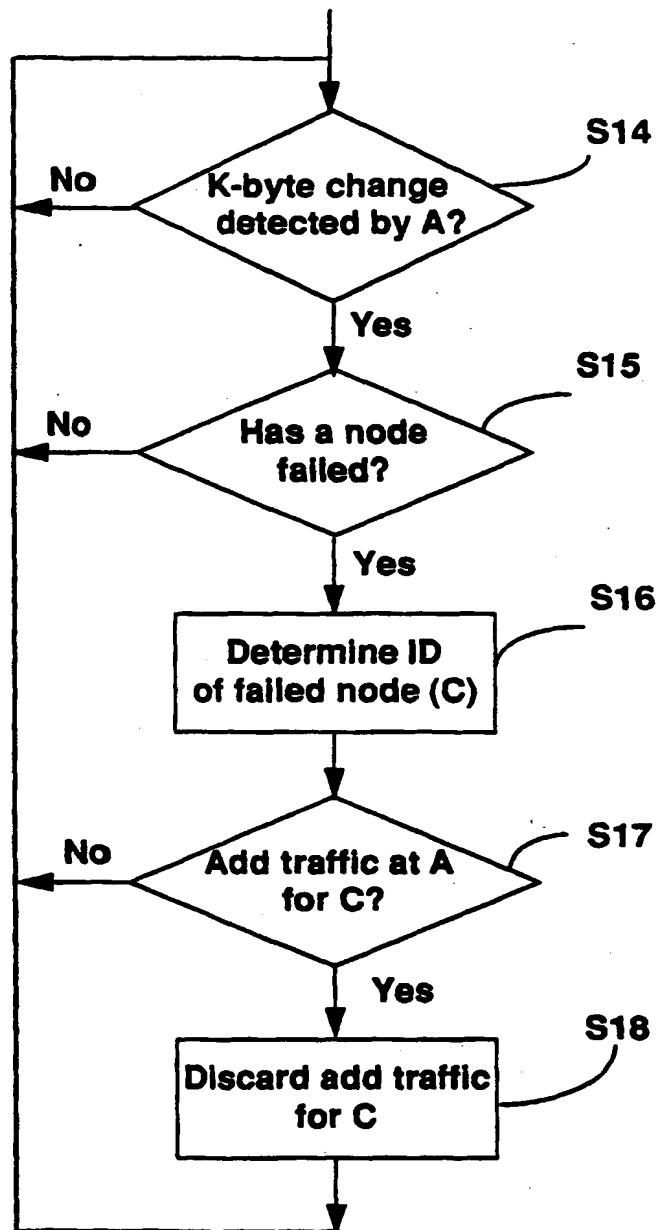 S14
No
K-byte change
detected by A?
Yes
S15
No
Has a node
failed?
Yes
S16
Determine ID
of failed node (C)
S17
No
Add traffic at A
for C?
Yes
S18
Discard add traffic
for C